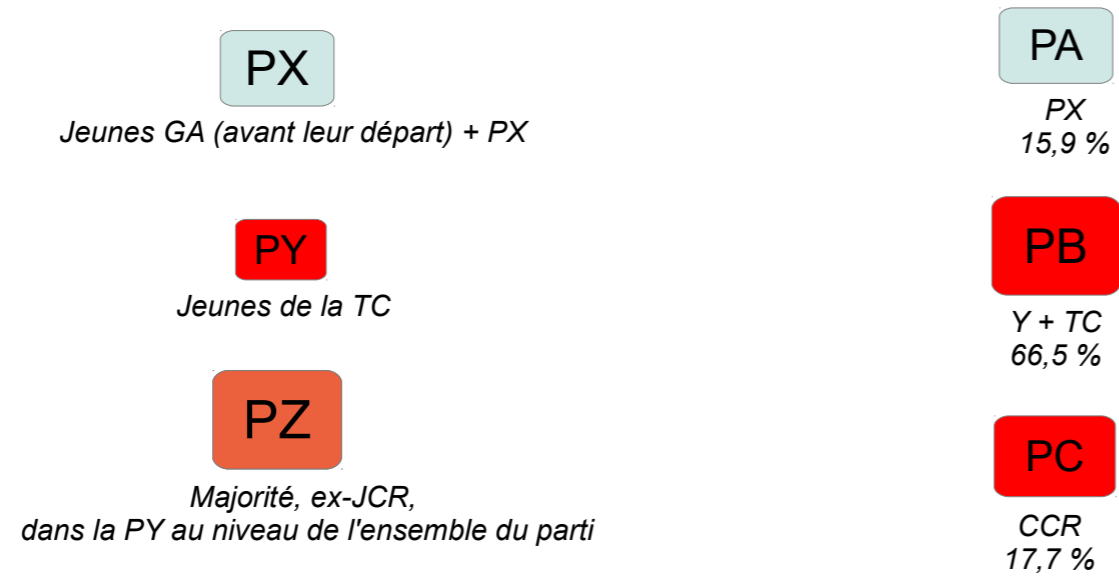 PX
Jeunes GA (avant leur départ) + PX
PY
Jeunes de la TC
PZ
Majorité, ex-JCR,
dans la PY au niveau de l'ensemble du parti
PA
PX
15,9 %
PB
Y + TC
66,5 %
PC
CCR
17,7 %